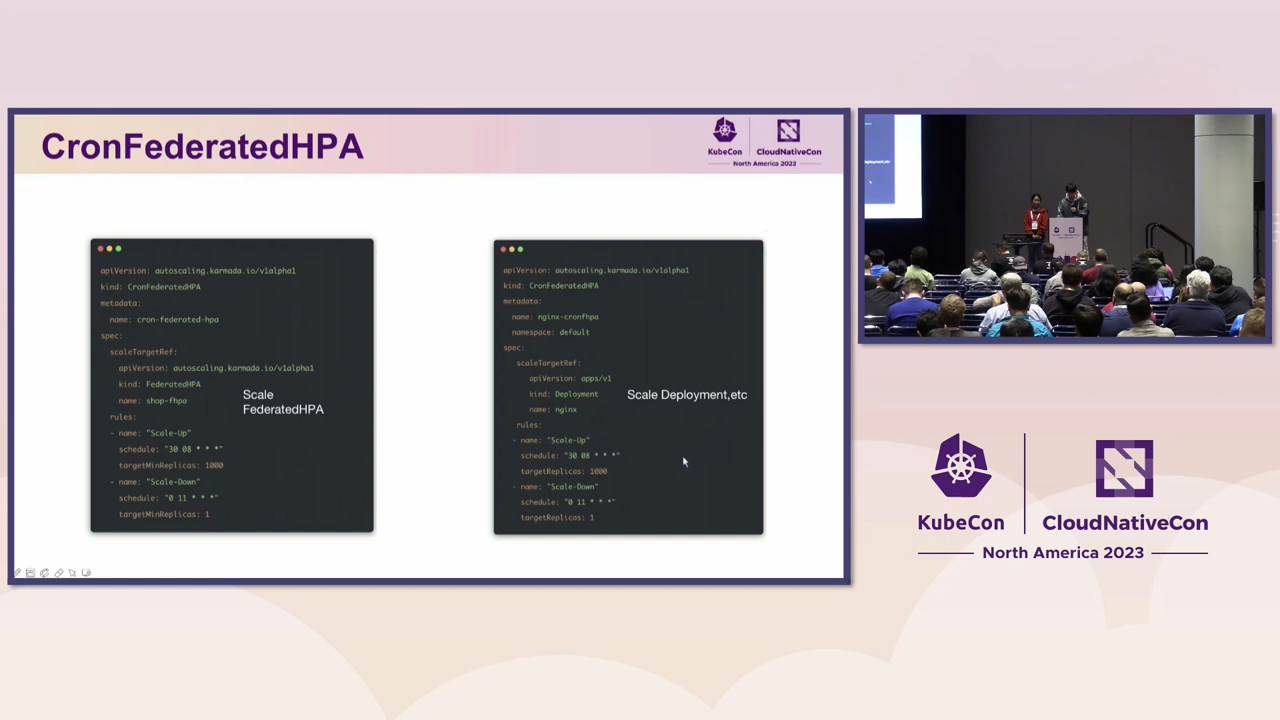 CronFederatedHPA
KubeCon
CloudNativeCon
North America 2023
apiVersion: autoscaling.karmada.io/v1alpha1
kind: CronFederatedHPA
metadata:
name: cron-federated-hpa
spec:
scaleTargetRef:
apiVersion: autoscaling.karmada.io/v1alpha1
kind: FederatedHPA
name: shop-fhpa
rules:
- name: "Scale-Up"
schedule: "30 08 * * *"
targetMinReplicas: 1000
- name: "Scale-Down"
schedule: "0 11 * * *"
targetMinReplicas: 1
Scale
FederatedHPA
apiVersion: autoscaling.karmada.io/v1alpha1
kind: CronFederatedHPA
metadata:
name: nginx-cronfhpa
namespace: default
spec:
scaleTargetRef:
apiVersion: apps/v1
kind: Deployment
name: nginx
rules:
- name: "Scale-Up"
schedule: "30 08 * * *"
targetReplicas: 1000
- name: "Scale-Down"
schedule: "0 11 * * *"
targetReplicas: 1
Scale Deployment,etc
KubeCon
CloudNativeCon
North America 2023